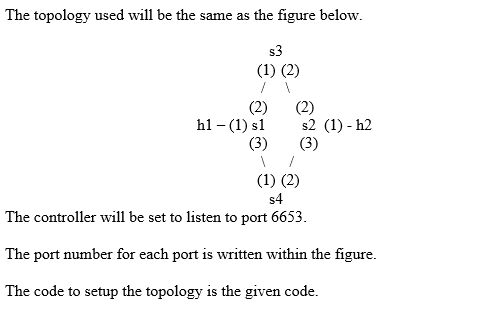 The topology used will be the same as the figure below.
s3
(1) (2)
/ \
(2) (2)
h1 – (1) s1 s2 (1) - h2
(3) (3)
\ /
(1) (2)
s4
The controller will be set to listen to port 6653.
The port number for each port is written within the figure.
The code to setup the topology is the given code.